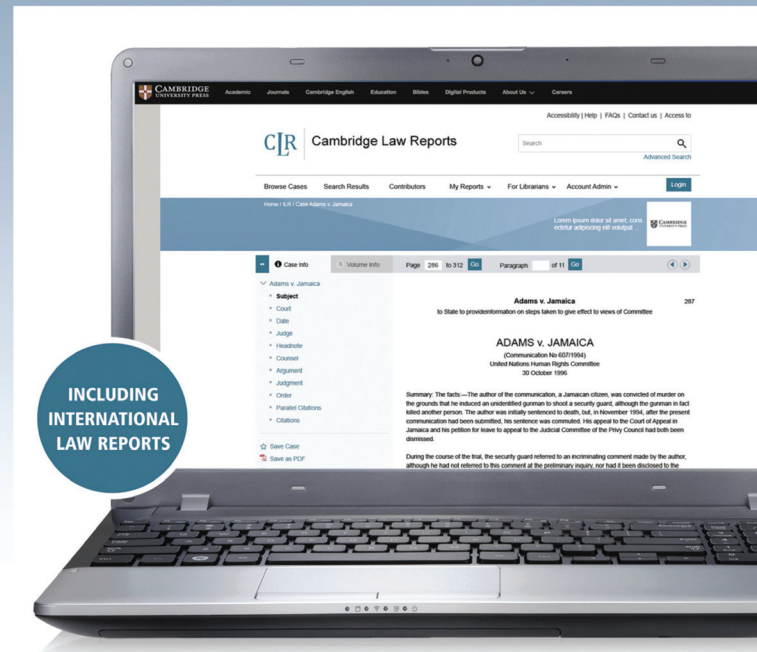 CAMBRIDGE
UNIVERSITY PRESS
Academic Journals Cambridge English Education Bibles Digital Products About Us Careers
Accessibility | Help | FAQs | Contact us | Access to
CLR Cambridge Law Reports
Search
Advanced Search
Browse Cases Search Results Contributors My Reports For Librarians Account Admin Login
Home / ILR / Case Adams v. Jamaica
Lorem ipsum dolor sit amet, cons
ectetur adipiscing elit volutpat ...
CAMBRIDGE
UNIVERSITY PRESS
Case Info Volume Info Page 286 to 312 Go Paragraph of 11 Go
Adams v. Jamaica
Subject
Court
Date
Judge
Headnote
Counsel
Argument
Judgment
Order
Parallel Citations
Citations
Save Case
Save as PDF
Adams v. Jamaica 287
to State to provideinformation on steps taken to give effect to views of Committee
ADAMS v. JAMAICA
(Communication No 607/1994)
United Nations Human Rights Committee
30 October 1996
Summary: The facts:—The author of the communication, a Jamaican citizen, was convicted of murder on
the grounds that he induced an unidentified gunman to shoot a security guard, although the gunman in fact
killed another person. The author was initially sentenced to death, but, in November 1994, after the present
communication had been submitted, his sentence was commuted. His appeal to the Court of Appeal in
Jamaica and his petition for leave to appeal to the Judicial Committee of the Privy Council had both been
dismissed.
During the course of the trial, the security guard referred to an incriminating comment made by the author,
although he had not referred to this comment at the preliminary inquiry, nor had it been disclosed to the
INCLUDING
INTERNATIONAL
LAW REPORTS